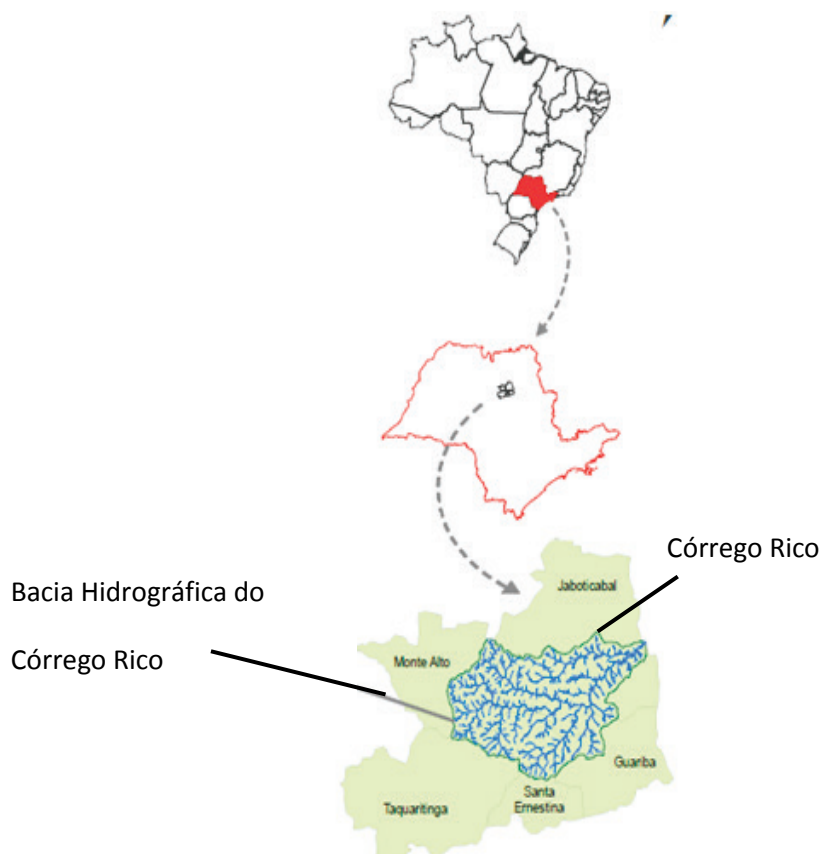 Córrego Rico
Bacia Hidrográfica do
Córrego Rico
Jaboticabal
Monte Alto
Guariba
Santa
Ernestina
Taquaritinga